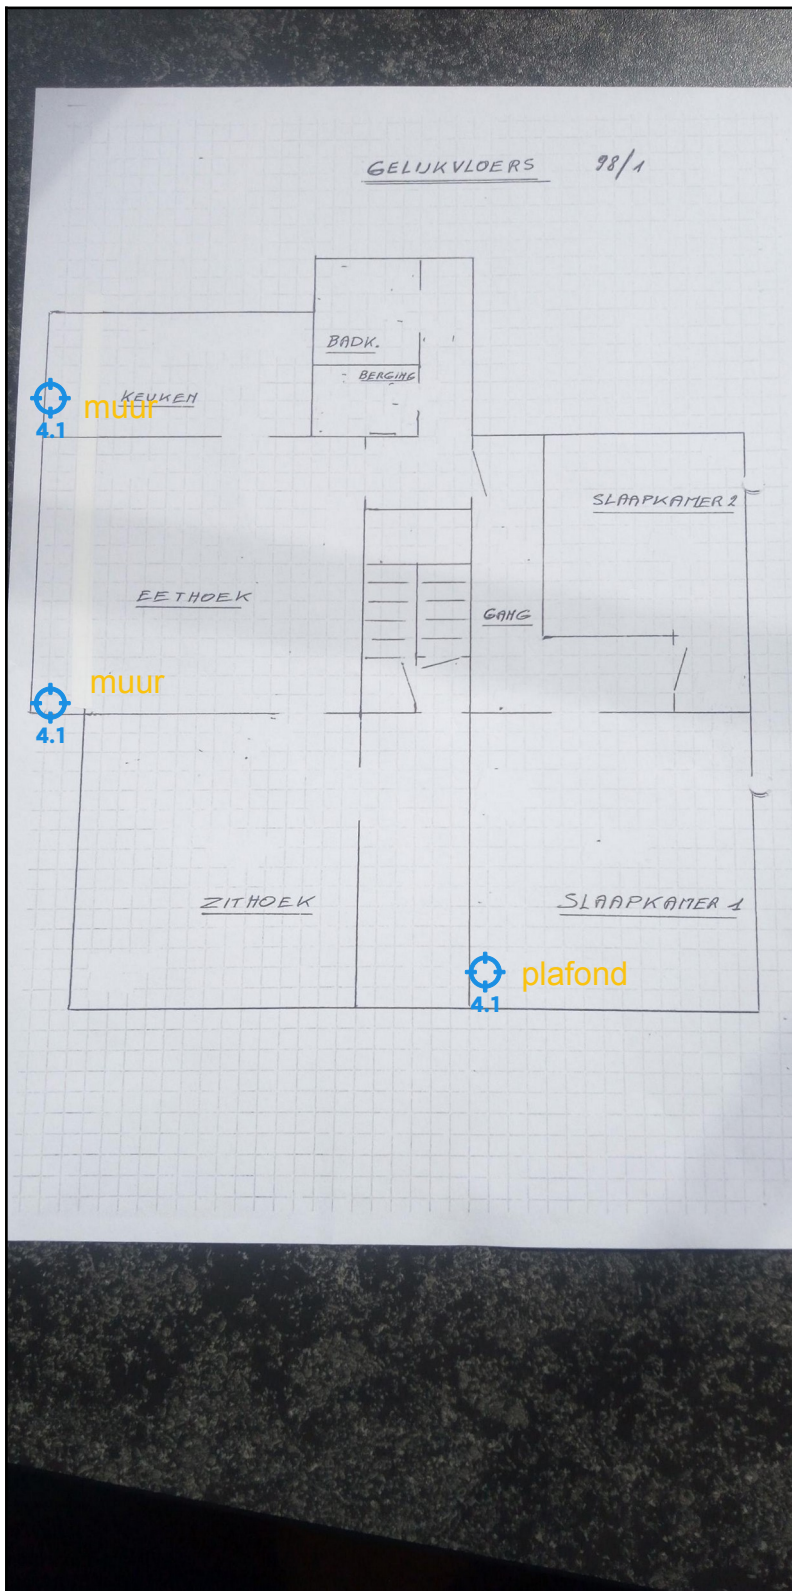 GELIJKVLOERS 98/1
BADK.
BERGING
KEUKEN
muur
4.1
SLAAPKAMER 2
EETHOEK
GANG
muur
4.1
ZITHOEK
SLAAPKAMER 1
plafond
4.1